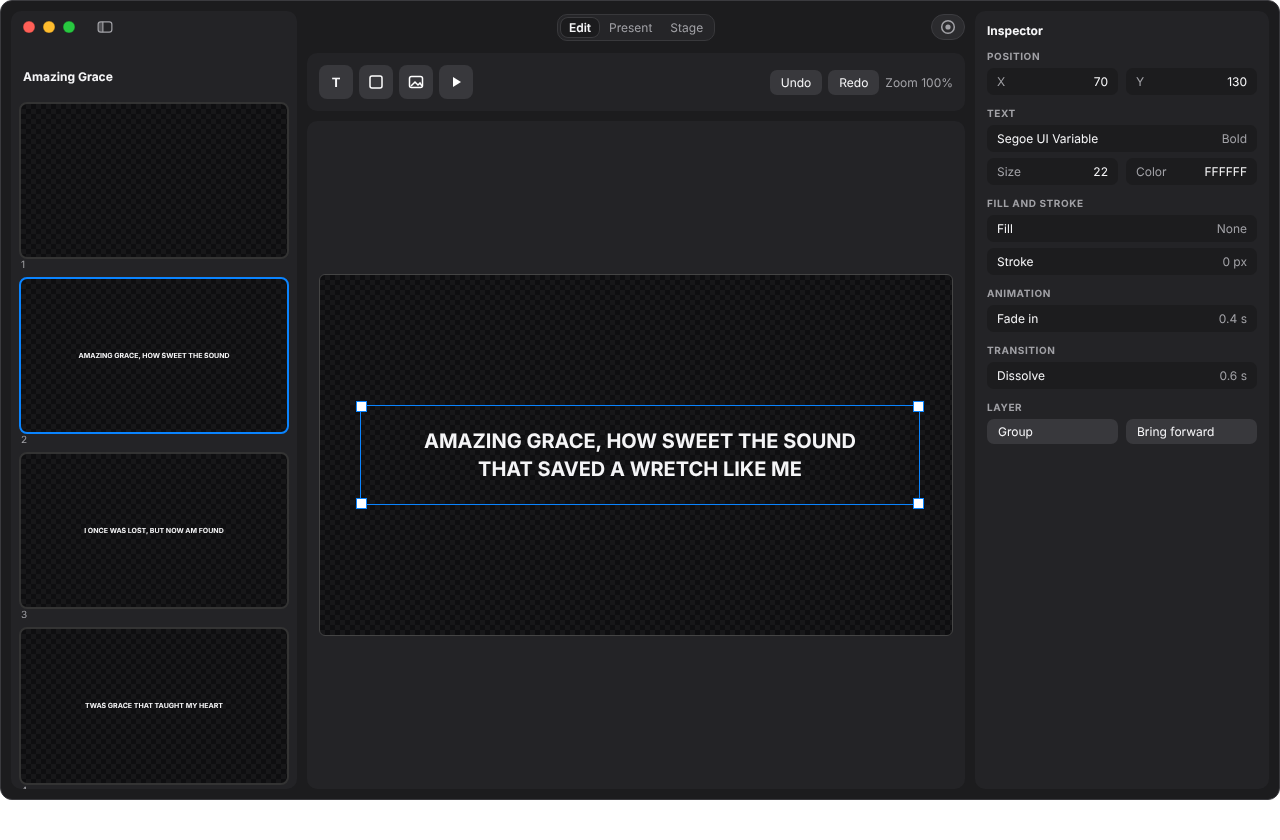 Edit
Present
Stage
Amazing Grace
1
AMAZING GRACE, HOW SWEET THE SOUND
2
I ONCE WAS LOST, BUT NOW AM FOUND
3
TWAS GRACE THAT TAUGHT MY HEART
T
Undo
Redo
Zoom 100%
AMAZING GRACE, HOW SWEET THE SOUND
THAT SAVED A WRETCH LIKE ME
Inspector
POSITION
X 70
Y 130
TEXT
Segoe UI Variable Bold
Size 22
Color FFFFFF
FILL AND STROKE
Fill None
Stroke 0 px
ANIMATION
Fade in 0.4 s
TRANSITION
Dissolve 0.6 s
LAYER
Group
Bring forward